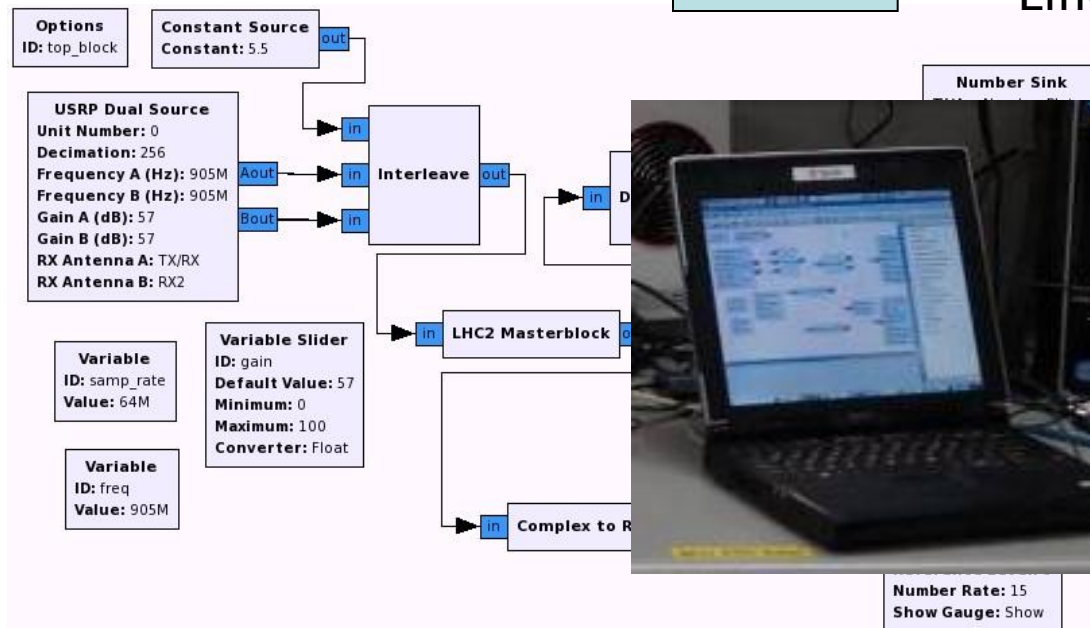 Options
ID: top_block
Constant Source
Constant: 5.5
out
USRP Dual Source
Unit Number: 0
Decimation: 256
Frequency A (Hz): 905M
Frequency B (Hz): 905M
Gain A (dB): 57
Gain B (dB): 57
RX Antenna A: TX/RX
RX Antenna B: RX2
Aout
Bout
in
in
in
Interleave
out
Number Sink
in
D
in
LHC2 Masterblock
Variable
ID: samp_rate
Value: 64M
Variable Slider
ID: gain
Default Value: 57
Minimum: 0
Maximum: 100
Converter: Float
Variable
ID: freq
Value: 905M
in
Complex to R
Number Rate: 15
Show Gauge: Show